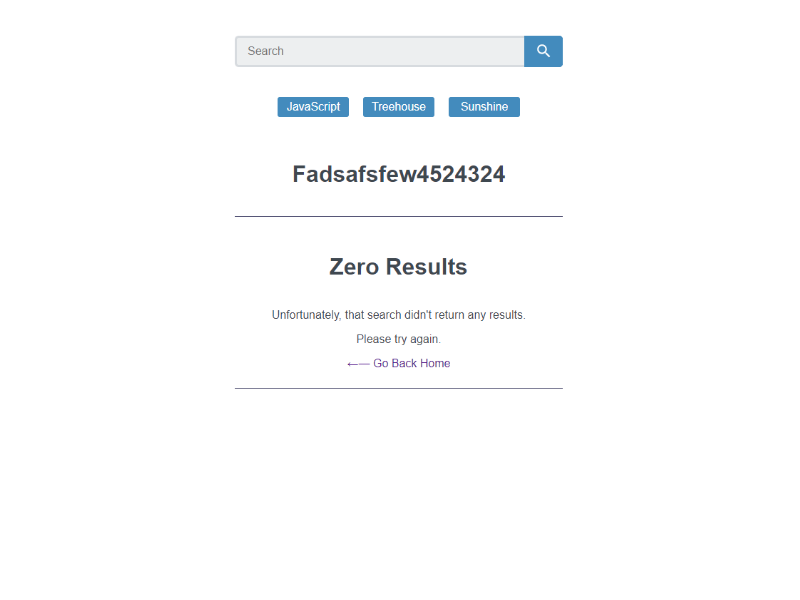 Search
JavaScript Treehouse Sunshine
Fadsafsfew4524324
Zero Results
Unfortunately, that search didn't return any results.
Please try again.
←— Go Back Home